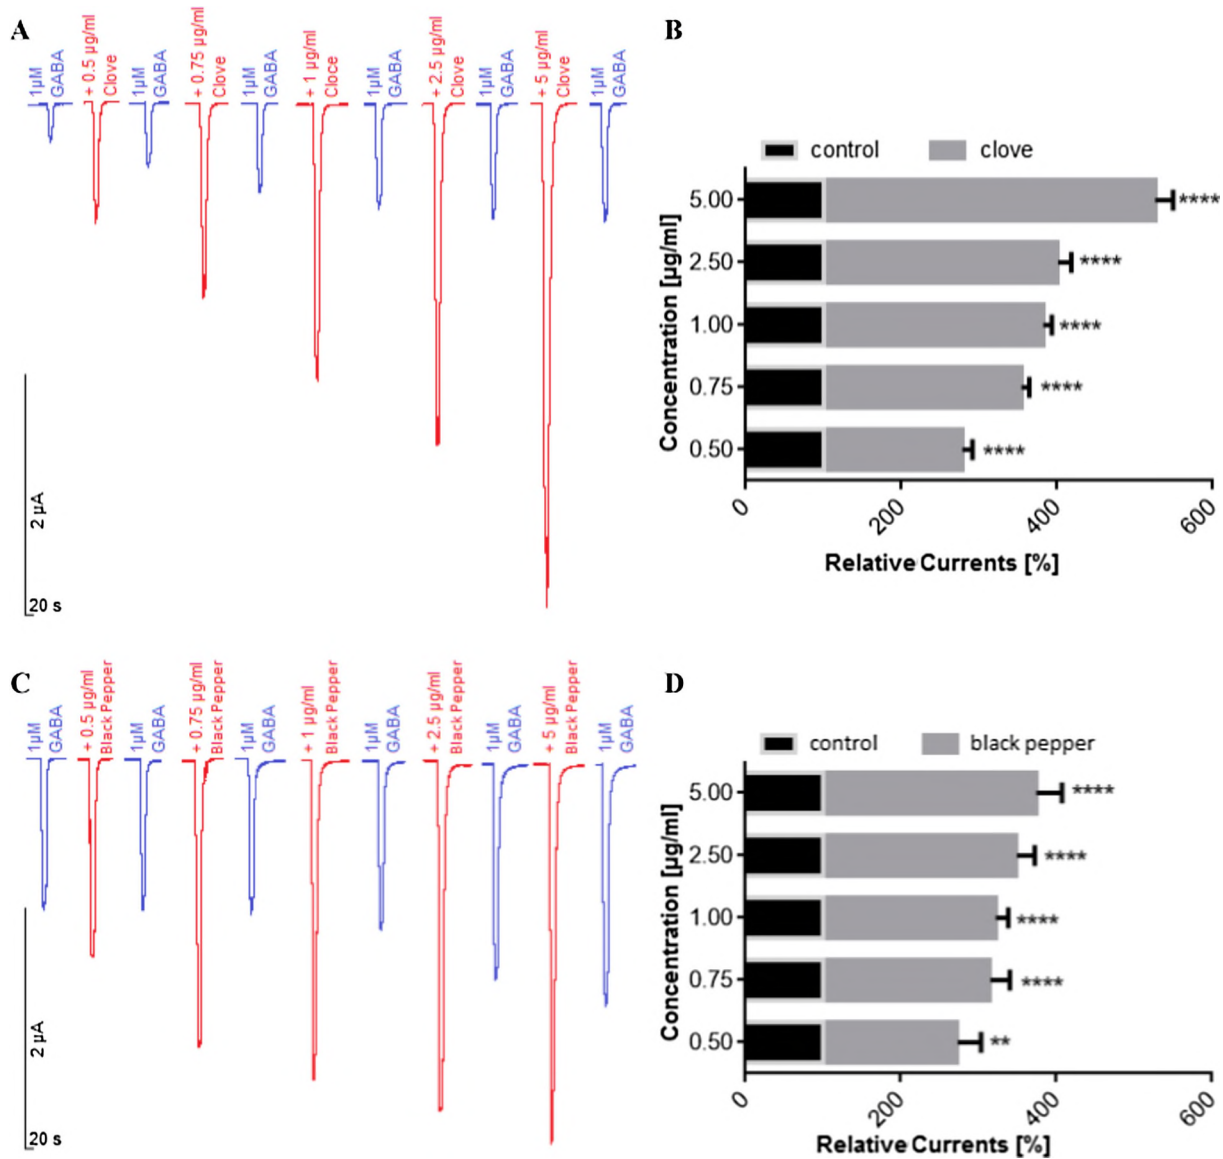 A
1µM
GABA
+ 0.5 µg/ml
Clove
1µM
GABA
+ 0.75 µg/ml
Clove
1µM
GABA
+ 1 µg/ml
Cloce
1µM
GABA
+ 2.5 µg/ml
Clove
1µM
GABA
+ 5 µg/ml
Clove
1µM
GABA
2 µA
20 s
B
control
clove
Concentration [µg/ml]
5.00
****
2.50
****
1.00
****
0.75
****
0.50
****
0
200
400
600
Relative Currents [%]
C
1µM
GABA
+ 0.5 µg/ml
Black Pepper
1µM
GABA
+ 0.75 µg/ml
Black Pepper
1µM
GABA
+ 1 µg/ml
Black Pepper
1µM
GABA
+ 2.5 µg/ml
Black Pepper
1µM
GABA
+ 5 µg/ml
Black Pepper
1µM
GABA
2 µA
20 s
D
control
black pepper
Concentration [µg/ml]
5.00
****
2.50
****
1.00
****
0.75
****
0.50
**
0
200
400
600
Relative Currents [%]